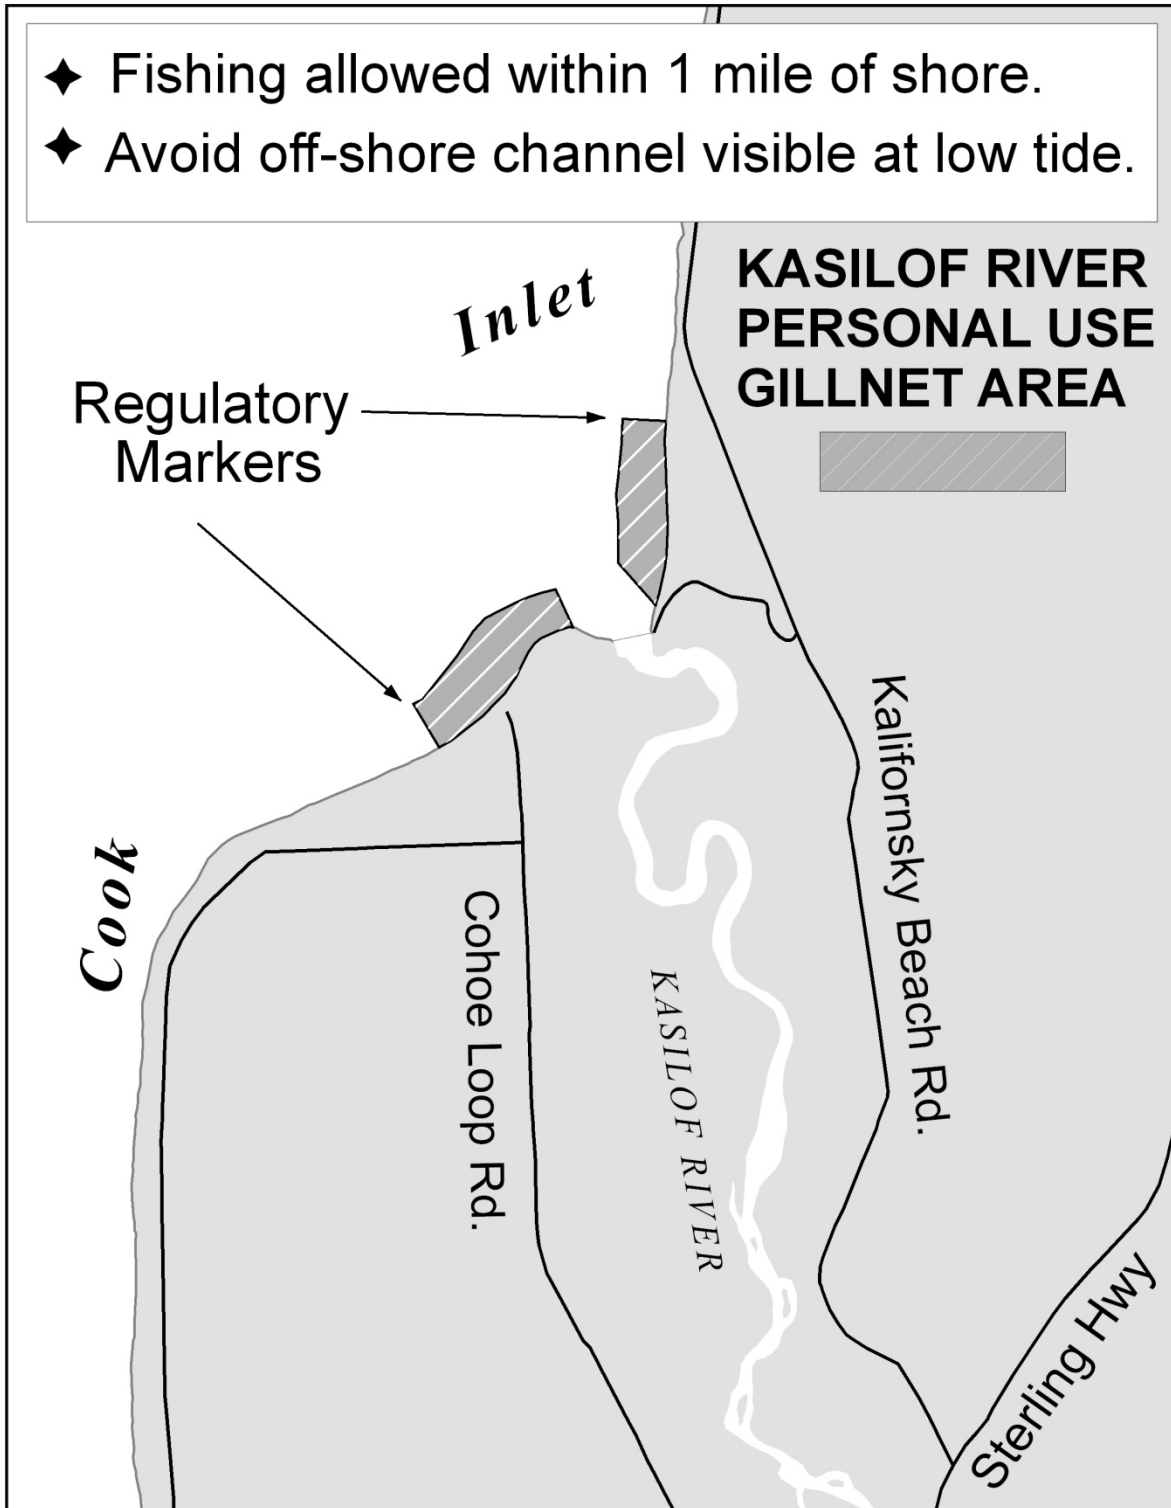 Fishing allowed within 1 mile of shore.
Avoid off-shore channel visible at low tide.
KASILOF RIVER
PERSONAL USE
GILLNET AREA
Inlet
Regulatory
Markers
Cook
Kalifornsky Beach Rd.
Cohoe Loop Rd.
KASILOF RIVER
Sterling Hwy